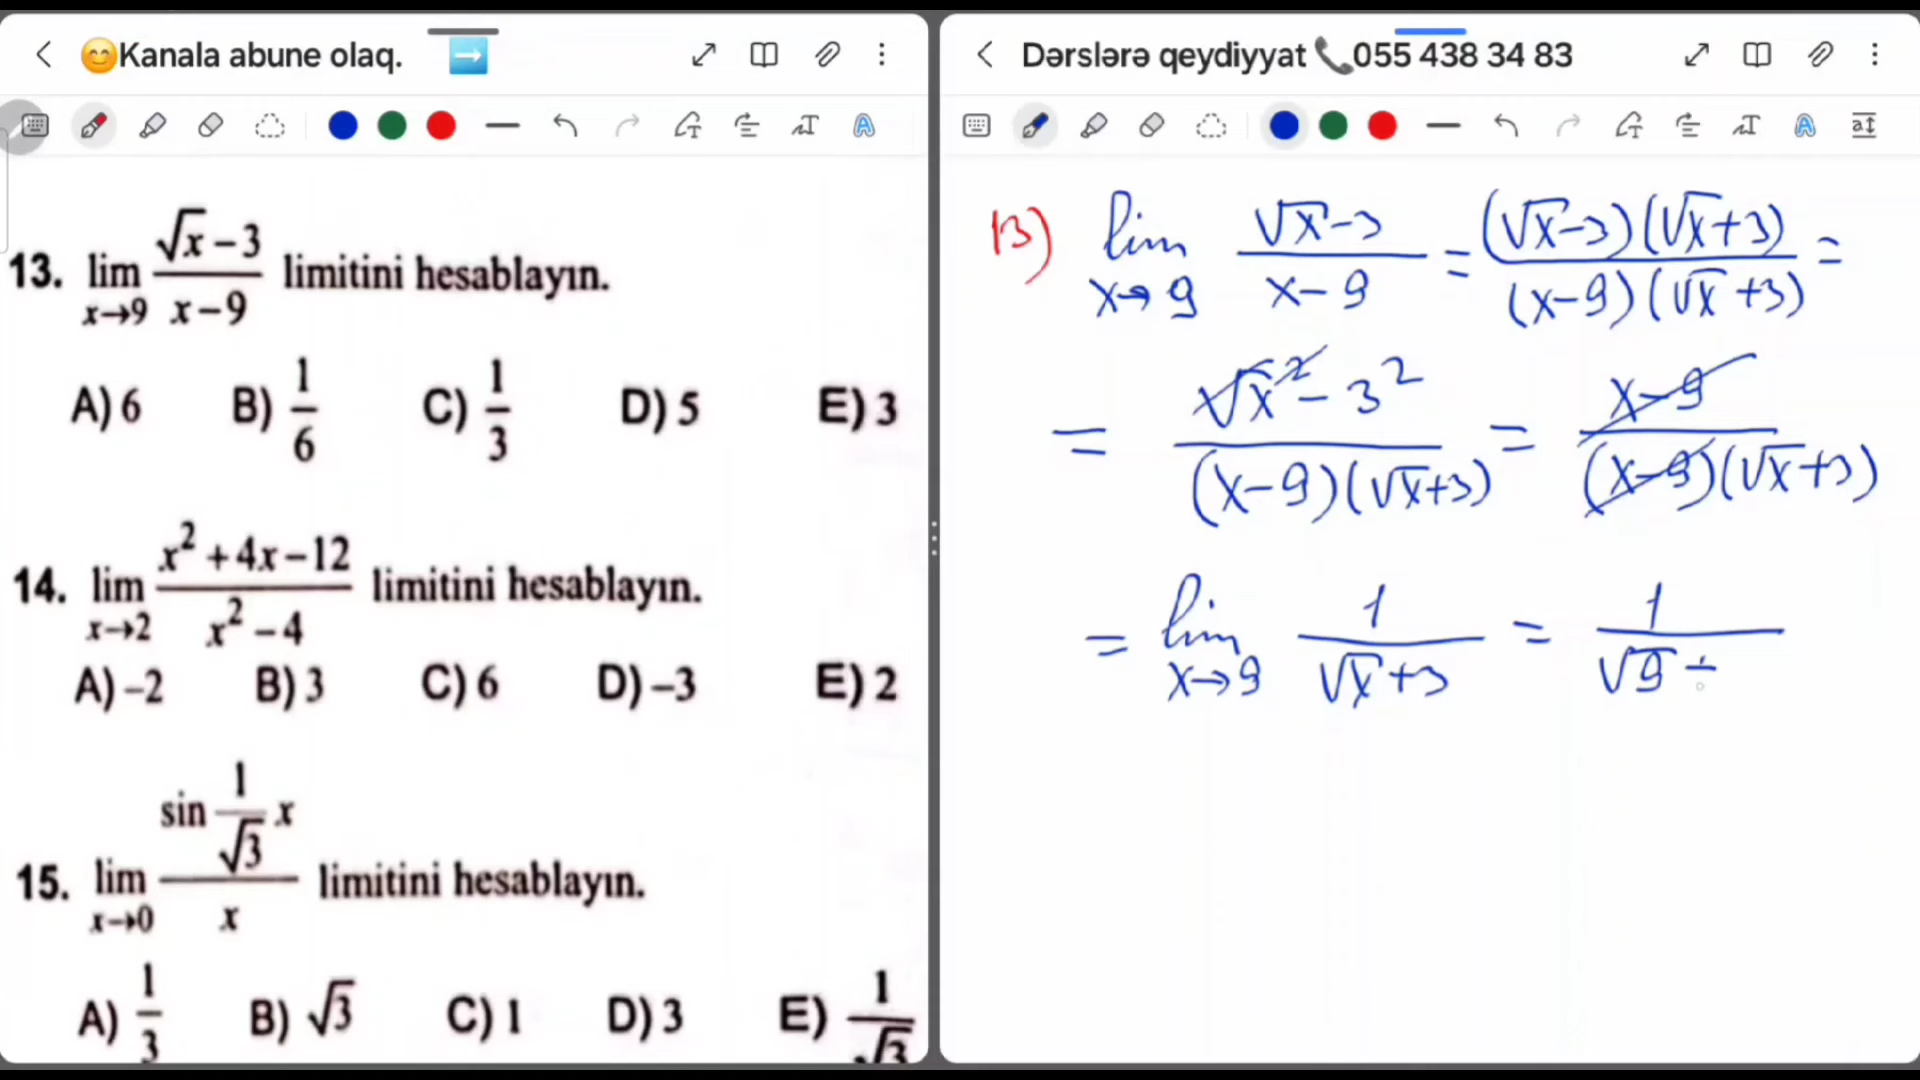 😊Kanala abune olaq. ➡️
13. lim x→9 (√x − 3)/(x − 9) limitini hesablayın.
A) 6 B) 1/6 C) 1/3 D) 5 E) 3
14. lim x→2 (x² + 4x − 12)/(x² − 4) limitini hesablayın.
A) −2 B) 3 C) 6 D) −3 E) 2
15. lim x→0 (sin 1/√3 x)/x limitini hesablayın.
A) 1/3 B) √3 C) 1 D) 3 E) 1/√3
Dərslərə qeydiyyat 📞055 438 34 83
13) lim x→9 (√x − 3)/(x − 9) = (√x − 3)(√x + 3)/(x − 9)(√x + 3) =
= (√x² − 3²)/(x − 9)(√x + 3) = (x − 9)/(x − 9)(√x + 3)
= lim x→9 1/(√x + 3) = 1/(√9 +